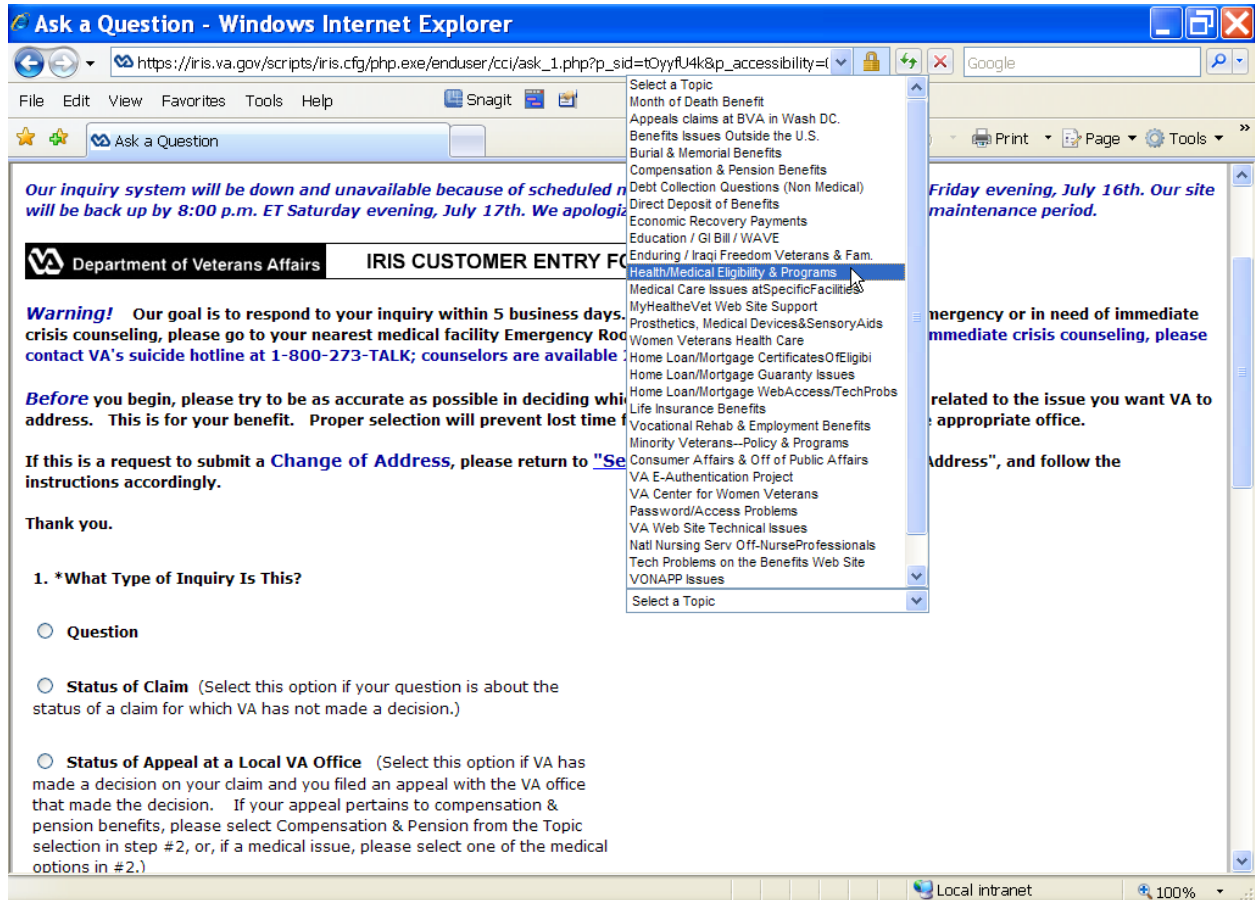 Ask a Question - Windows Internet Explorer
https://iris.va.gov/scripts/iris.cfg/php.exe/enduser/cci/ask_1.php?p_sid=tOyyfU4k&p_accessibility=(
Google
File Edit View Favorites Tools Help
Snagit
Ask a Question
Print
Page
Tools
»
Our inquiry system will be down and unavailable because of scheduled Friday evening, July 16th. Our site
will be back up by 8:00 p.m. ET Saturday evening, July 17th. We maintenance period.
Department of Veterans Affairs
IRIS CUSTOMER ENTRY
Warning! Our goal is to respond to your inquiry within 5 business days. or in need of immediate
crisis counseling, please go to your nearest medical facility Emergency crisis counseling, please
contact VA's suicide hotline at 1-800-273-TALK; counselors are available
Before you begin, please try to be as accurate as possible in deciding related to the issue you want VA to
address. This is for your benefit. Proper selection will prevent lost time appropriate office.
If this is a request to submit a Change of Address, please return to "Se Address", and follow the
instructions accordingly.
Thank you.
1. *What Type of Inquiry Is This?
Question
Status of Claim (Select this option if your question is about the
status of a claim for which VA has not made a decision.)
Status of Appeal at a Local VA Office (Select this option if VA has
made a decision on your claim and you filed an appeal with the VA office
that made the decision. If your appeal pertains to compensation &
pension benefits, please select Compensation & Pension from the Topic
selection in step #2, or, if a medical issue, please select one of the medical
options in #2.)
Select a Topic
Month of Death Benefit
Appeals claims at BVA in Wash DC.
Benefits Issues Outside the U.S.
Burial & Memorial Benefits
Compensation & Pension Benefits
Debt Collection Questions (Non Medical)
Direct Deposit of Benefits
Economic Recovery Payments
Education / GI Bill / WAVE
Enduring / Iraqi Freedom Veterans & Fam.
Health/Medical Eligibility & Programs
Medical Care Issues atSpecificFacilities
MyHealtheVet Web Site Support
Prosthetics, Medical Devices&SensoryAids
Women Veterans Health Care
Home Loan/Mortgage CertificatesOfEligibi
Home Loan/Mortgage Guaranty Issues
Home Loan/Mortgage WebAccess/TechProbs
Life Insurance Benefits
Vocational Rehab & Employment Benefits
Minority Veterans--Policy & Programs
Consumer Affairs & Off of Public Affairs
VA E-Authentication Project
VA Center for Women Veterans
Password/Access Problems
VA Web Site Technical Issues
Natl Nursing Serv Off-NurseProfessionals
Tech Problems on the Benefits Web Site
VONAPP Issues
Select a Topic
Local intranet
100%